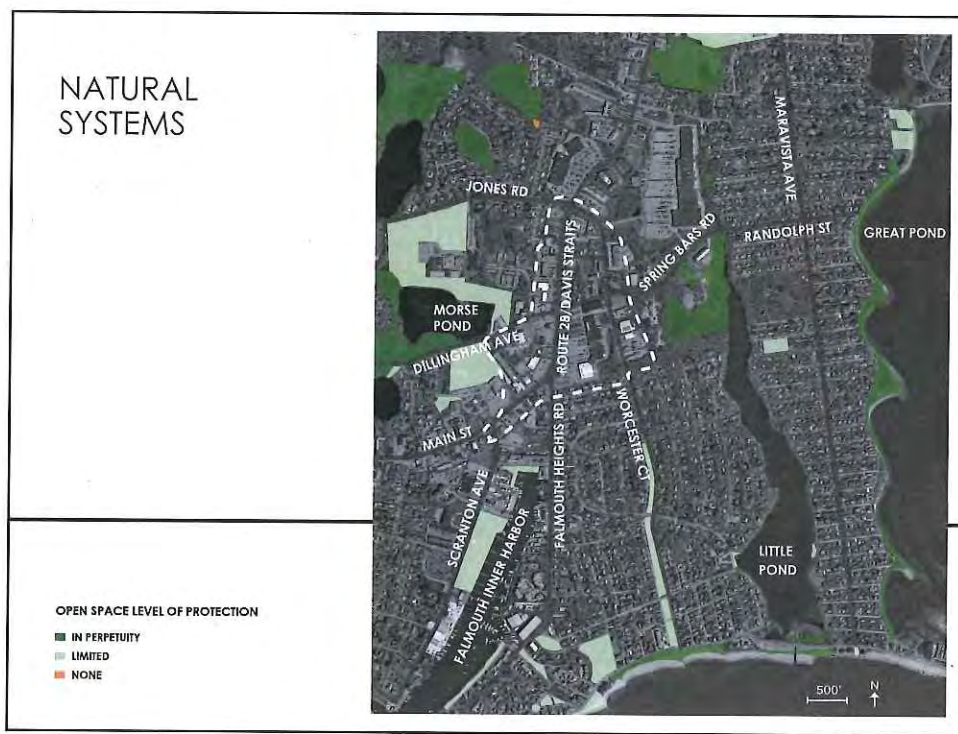 NATURAL
SYSTEMS
MARAVISTA AVE
JONES RD
RANDOLPH ST
GREAT POND
SPRING BARS RD
ROUTE 28/DAVIS STRAITS
MORSE
POND
DILLINGHAM AVE
MAIN ST
FALMOUTH HEIGHTS RD
WORCESTER CT
SCRANTON AVE
FALMOUTH INNER HARBOR
LITTLE
POND
OPEN SPACE LEVEL OF PROTECTION
IN PERPETUITY
LIMITED
NONE
500'
N